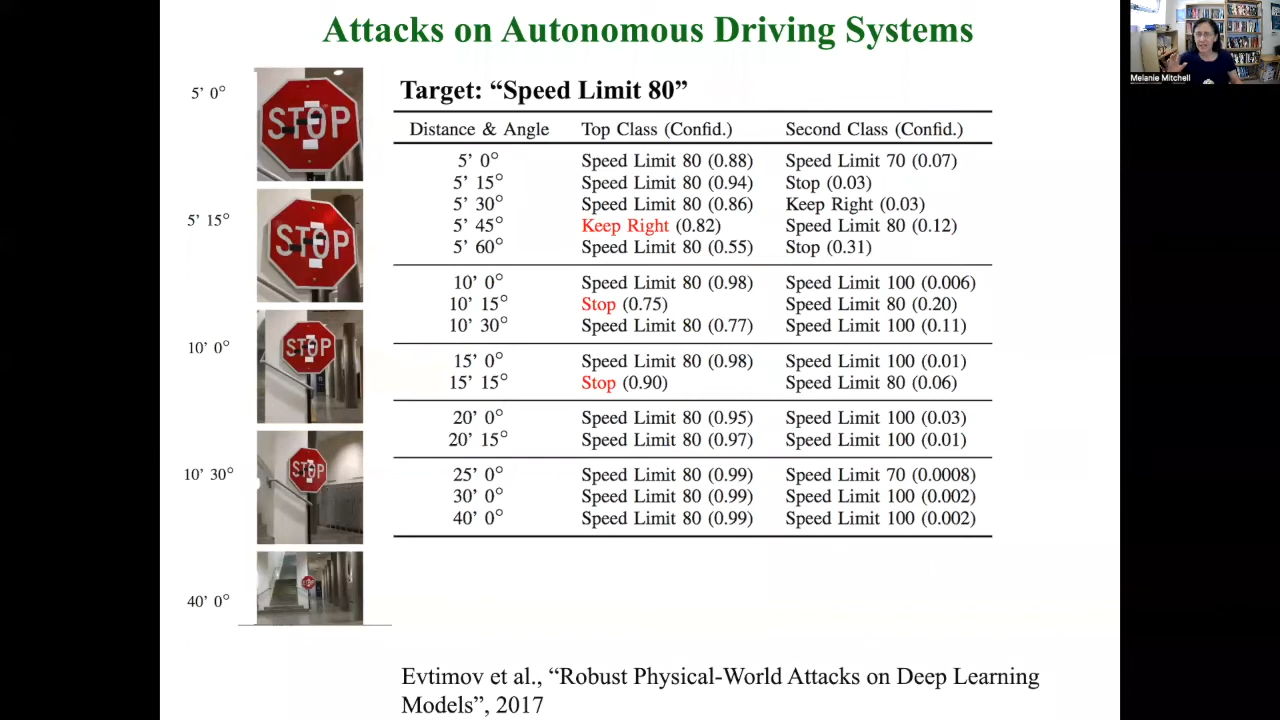 Attacks on Autonomous Driving Systems
Melanie Mitchell
5’ 0°
STOP
5’ 15°
STOP
10’ 0°
STOP
10’ 30°
STOP
40’ 0°
STOP
Target: “Speed Limit 80”
Distance & Angle Top Class (Confid.) Second Class (Confid.)
5’ 0° Speed Limit 80 (0.88) Speed Limit 70 (0.07)
5’ 15° Speed Limit 80 (0.94) Stop (0.03)
5’ 30° Speed Limit 80 (0.86) Keep Right (0.03)
5’ 45° Keep Right (0.82) Speed Limit 80 (0.12)
5’ 60° Speed Limit 80 (0.55) Stop (0.31)
10’ 0° Speed Limit 80 (0.98) Speed Limit 100 (0.006)
10’ 15° Stop (0.75) Speed Limit 80 (0.20)
10’ 30° Speed Limit 80 (0.77) Speed Limit 100 (0.11)
15’ 0° Speed Limit 80 (0.98) Speed Limit 100 (0.01)
15’ 15° Stop (0.90) Speed Limit 80 (0.06)
20’ 0° Speed Limit 80 (0.95) Speed Limit 100 (0.03)
20’ 15° Speed Limit 80 (0.97) Speed Limit 100 (0.01)
25’ 0° Speed Limit 80 (0.99) Speed Limit 70 (0.0008)
30’ 0° Speed Limit 80 (0.99) Speed Limit 100 (0.002)
40’ 0° Speed Limit 80 (0.99) Speed Limit 100 (0.002)
Evtimov et al., “Robust Physical-World Attacks on Deep Learning
Models”, 2017